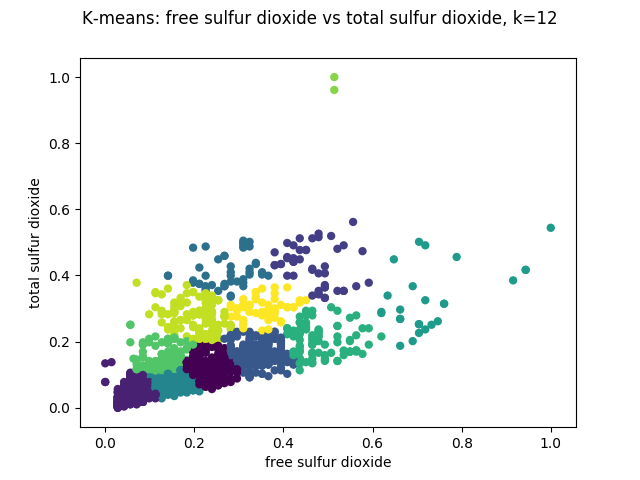 K-means: free sulfur dioxide vs total sulfur dioxide, k=12
1.0
0.8
0.6
0.4
0.2
0.0
total sulfur dioxide
0.0 0.2 0.4 0.6 0.8 1.0
free sulfur dioxide